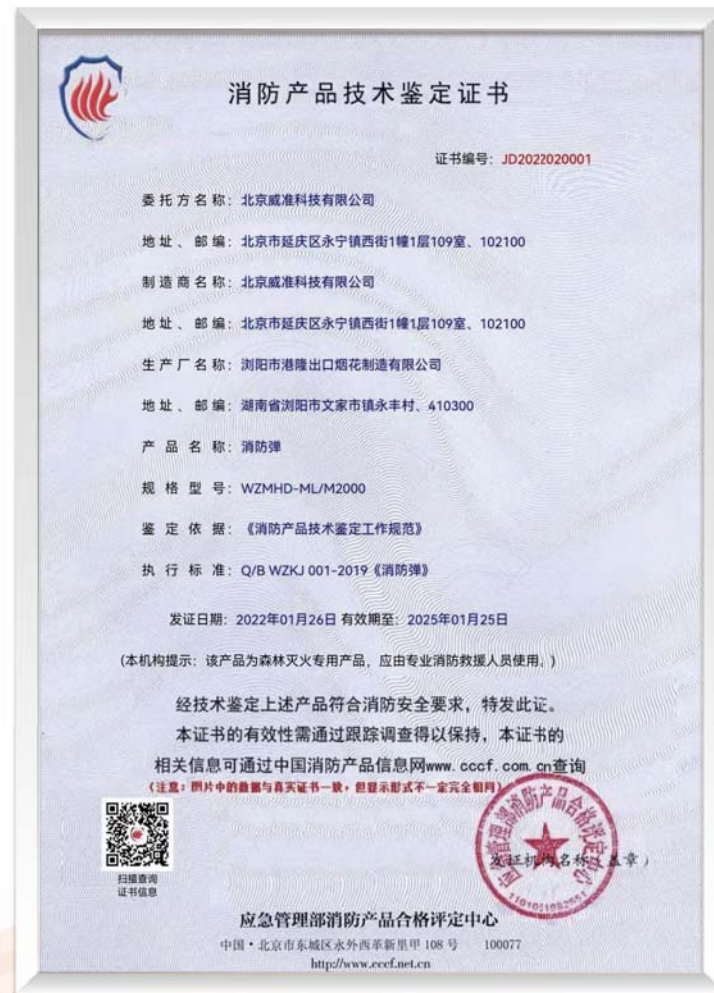 消防产品技术鉴定证书
证书编号：JD2022020001
委托方名称：北京威准科技有限公司
地址、邮编：北京市延庆区永宁镇西街1幢1层109室、102100
制造商名称：北京威准科技有限公司
地址、邮编：北京市延庆区永宁镇西街1幢1层109室、102100
生产厂名称：浏阳市港隆出口烟花制造有限公司
地址、邮编：湖南省浏阳市文家市镇永丰村、410300
产品名称：消防弹
规格型号：WZMHD-ML/M2000
鉴定依据：《消防产品技术鉴定工作规范》
执行标准：Q/B WZKJ 001-2019《消防弹》
发证日期：2022年01月26日 有效期至：2025年01月25日
(本机构提示：该产品为森林灭火专用产品，应由专业消防救援人员使用。)
经技术鉴定上述产品符合消防安全要求，特发此证。
本证书的有效性需通过跟踪调查得以保持，本证书的
相关信息可通过中国消防产品信息网www.cccf.com.cn查询
(注意：图片中的数据与真实证书一致，但显示形式不一定完全相同)
应急管理部消防产品合格评定中心
发证机构名称（盖章）
扫描查询
证书信息
应急管理部消防产品合格评定中心
中国·北京市东城区永外西革新里甲108号 100077
http://www.cccf.net.cn